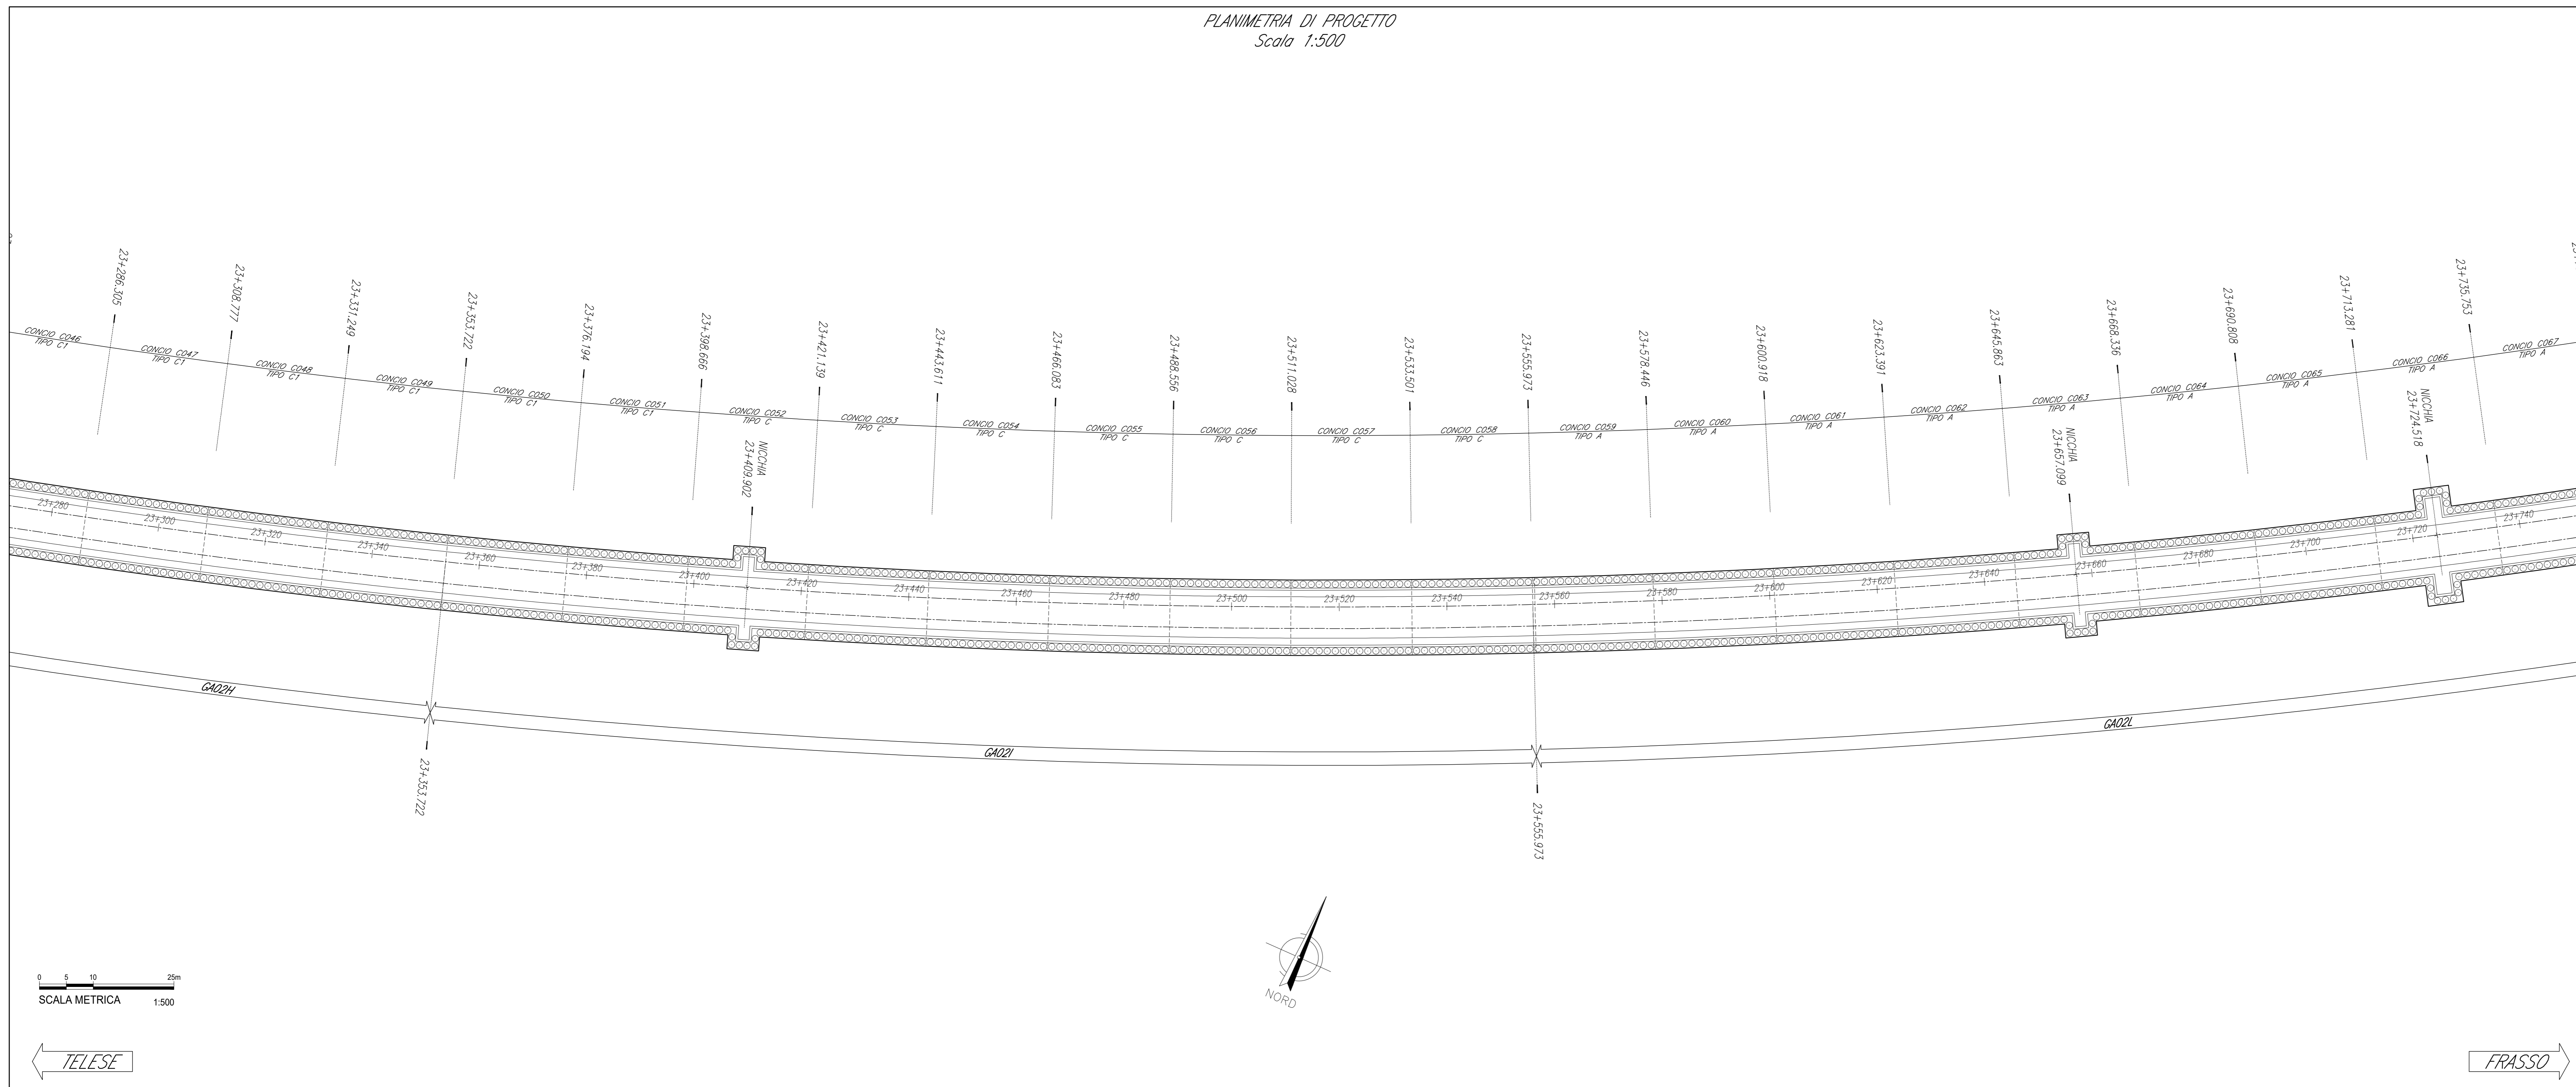 PLANIMETRIA DI PROGETTO
Scala 1:500
23+286.305
23+308.777
23+331.249
23+353.722
23+376.194
23+398.666
23+421.139
23+443.611
23+466.083
23+488.556
23+511.028
23+533.501
23+555.973
23+578.446
23+600.918
23+623.391
23+645.863
23+668.336
23+690.808
23+713.281
23+735.753
CONCIO C046
TIPO C1
CONCIO C047
TIPO C1
CONCIO C048
TIPO C1
CONCIO C049
TIPO C1
CONCIO C050
TIPO C1
CONCIO C051
TIPO C1
CONCIO C052
TIPO C
CONCIO C053
TIPO C
CONCIO C054
TIPO C
CONCIO C055
TIPO C
CONCIO C056
TIPO C
CONCIO C057
TIPO C
CONCIO C058
TIPO C
CONCIO C059
TIPO A
CONCIO C060
TIPO A
CONCIO C061
TIPO A
CONCIO C062
TIPO A
CONCIO C063
TIPO A
CONCIO C064
TIPO A
CONCIO C065
TIPO A
CONCIO C066
TIPO A
CONCIO C067
TIPO A
NICCHIA
23+409.902
NICCHIA
23+657.099
NICCHIA
23+724.518
23+280
23+300
23+320
23+340
23+360
23+380
23+400
23+420
23+440
23+460
23+480
23+500
23+520
23+540
23+560
23+580
23+600
23+620
23+640
23+660
23+680
23+700
23+720
23+740
GA02H
GA02I
GA02L
23+353.722
23+555.973
NORD
0 5 10 25m
SCALA METRICA 1:500
TELESE
FRASSO